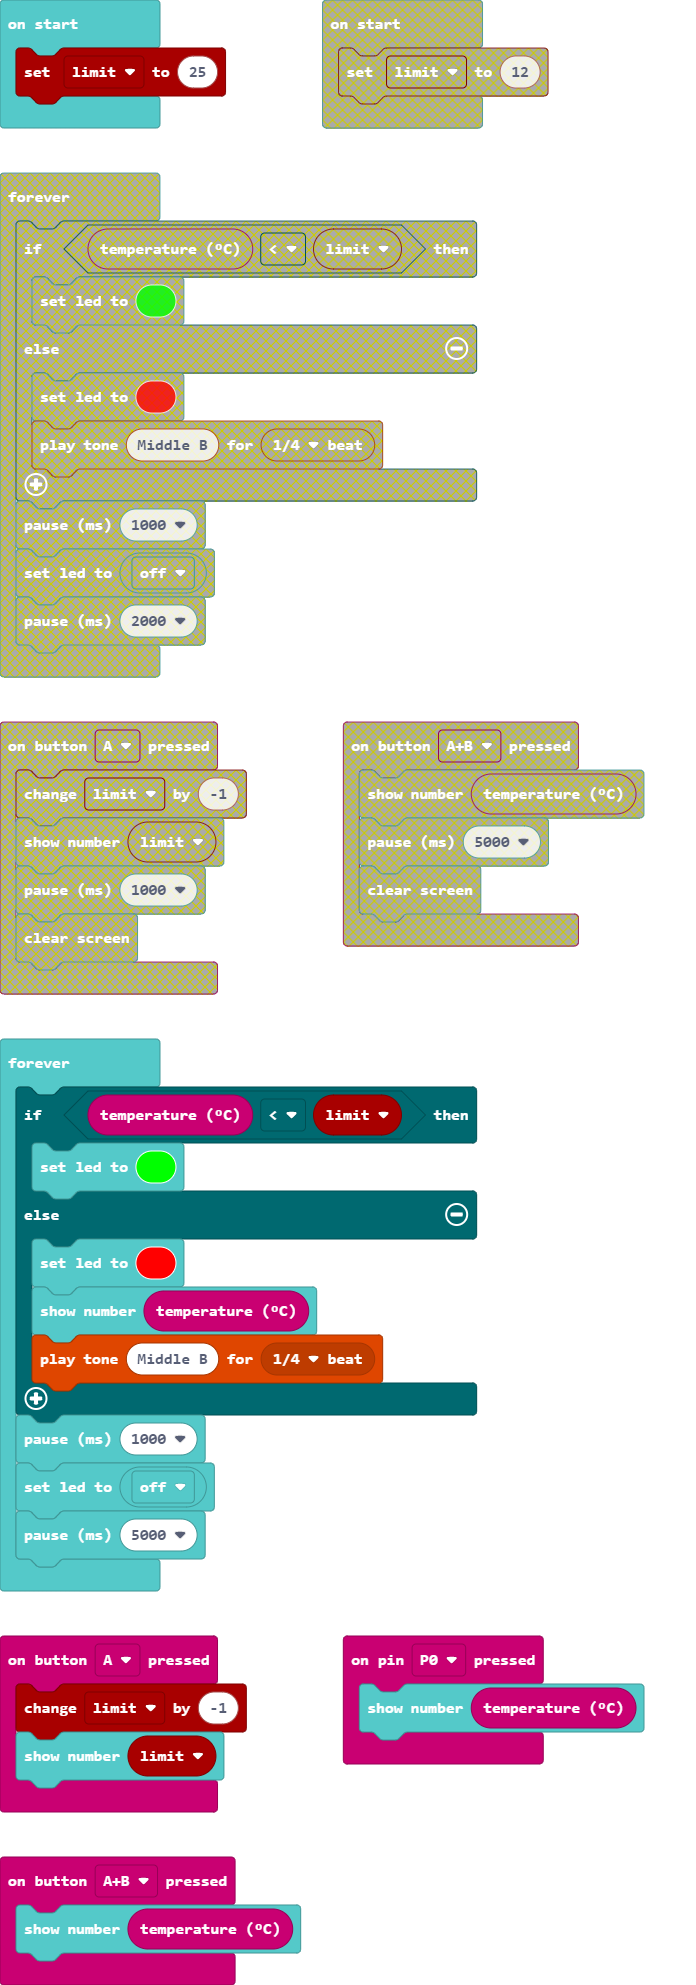 on start
set limit to 25
on start
set limit to 12
forever
if temperature (ºC) < limit then
set led to
else
set led to
play tone Middle B for 1/4 beat
pause (ms) 1000
set led to off
pause (ms) 2000
on button A pressed
change limit by -1
show number limit
pause (ms) 1000
clear screen
on button A+B pressed
show number temperature (ºC)
pause (ms) 5000
clear screen
forever
if temperature (ºC) < limit then
set led to
else
set led to
show number temperature (ºC)
play tone Middle B for 1/4 beat
pause (ms) 1000
set led to off
pause (ms) 5000
on button A pressed
change limit by -1
show number limit
on pin P0 pressed
show number temperature (ºC)
on button A+B pressed
show number temperature (ºC)